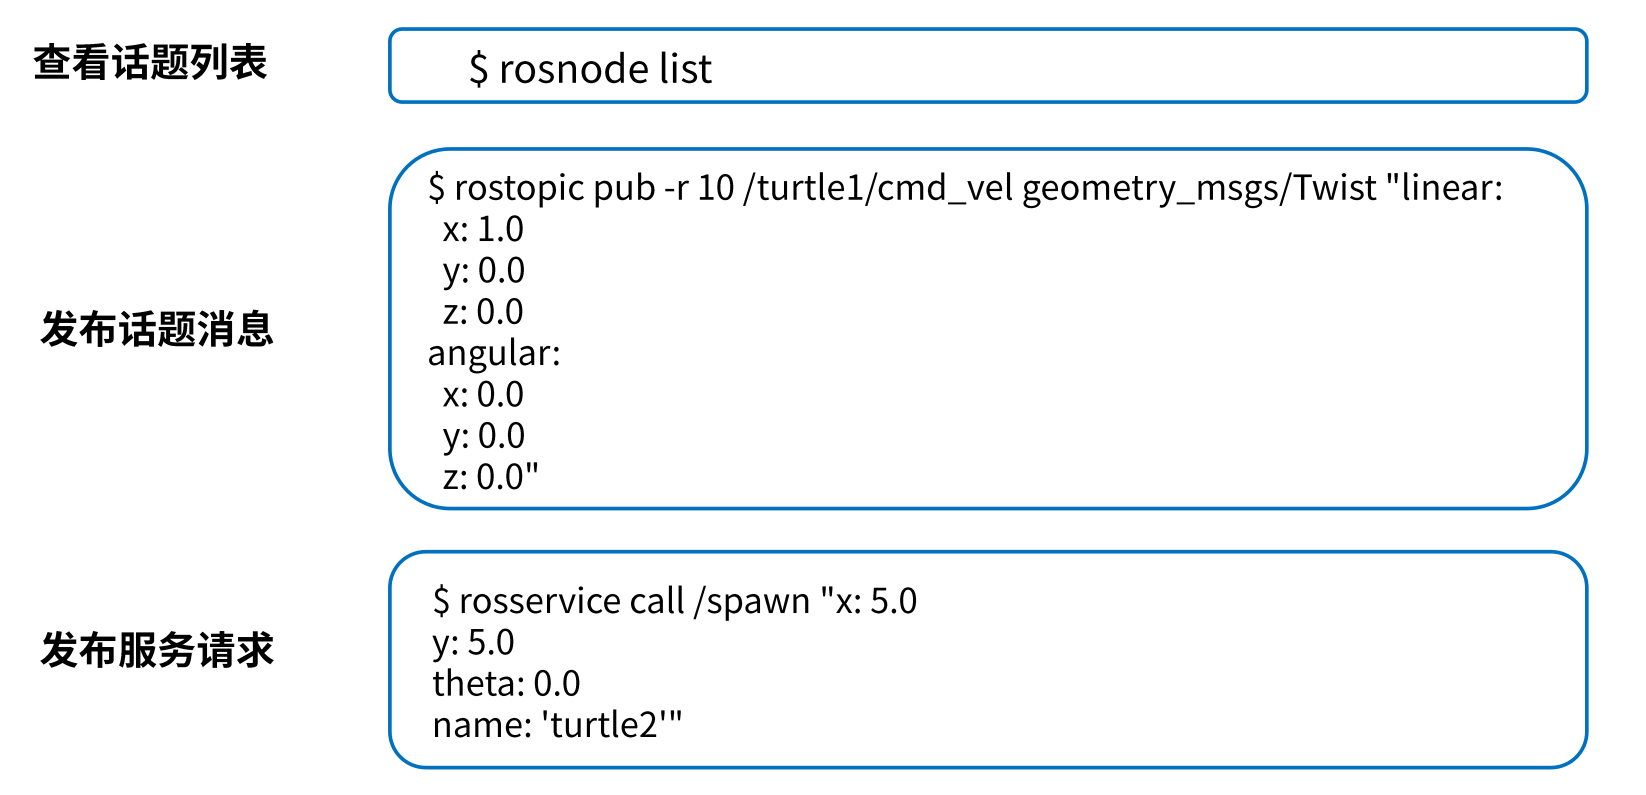 查看话题列表
$ rosnode list
发布话题消息
$ rostopic pub -r 10 /turtle1/cmd_vel geometry_msgs/Twist "linear:
  x: 1.0
  y: 0.0
  z: 0.0
angular:
  x: 0.0
  y: 0.0
  z: 0.0"
发布服务请求
$ rosservice call /spawn "x: 5.0
y: 5.0
theta: 0.0
name: 'turtle2'"